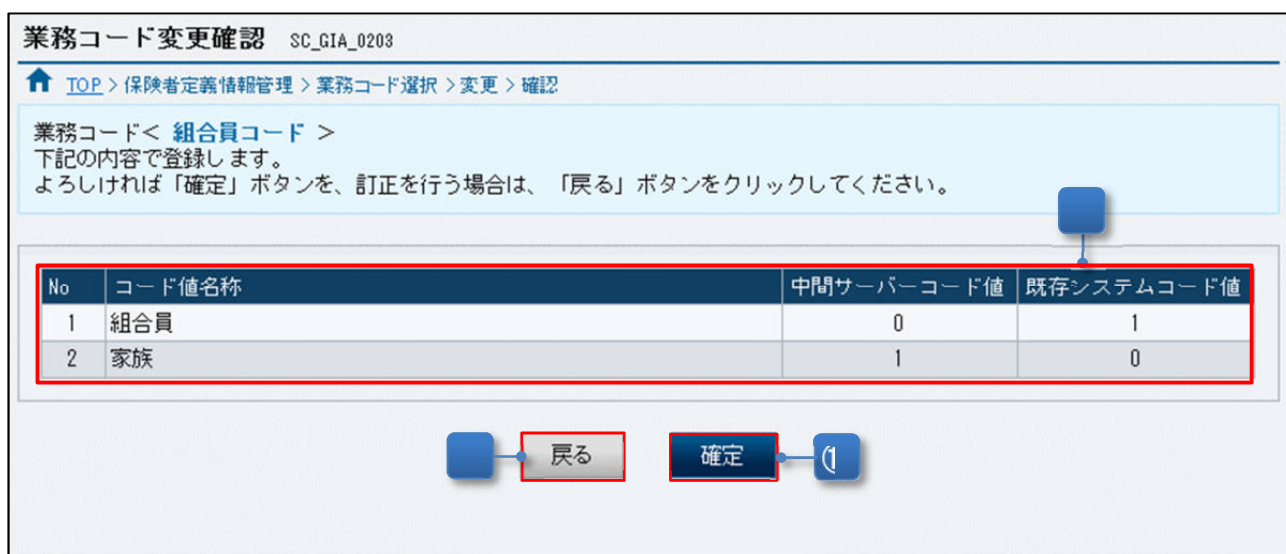 業務コード変更確認 SC_GIA_0203
TOP > 保険者定義情報管理 > 業務コード選択 > 変更 > 確認
業務コード< 組合員コード >
下記の内容で登録します。
よろしければ「確定」ボタンを、訂正を行う場合は、「戻る」ボタンをクリックしてください。
No コード値名称 中間サーバーコード値 既存システムコード値
1 組合員 0 1
2 家族 1 0
戻る 確定 (1